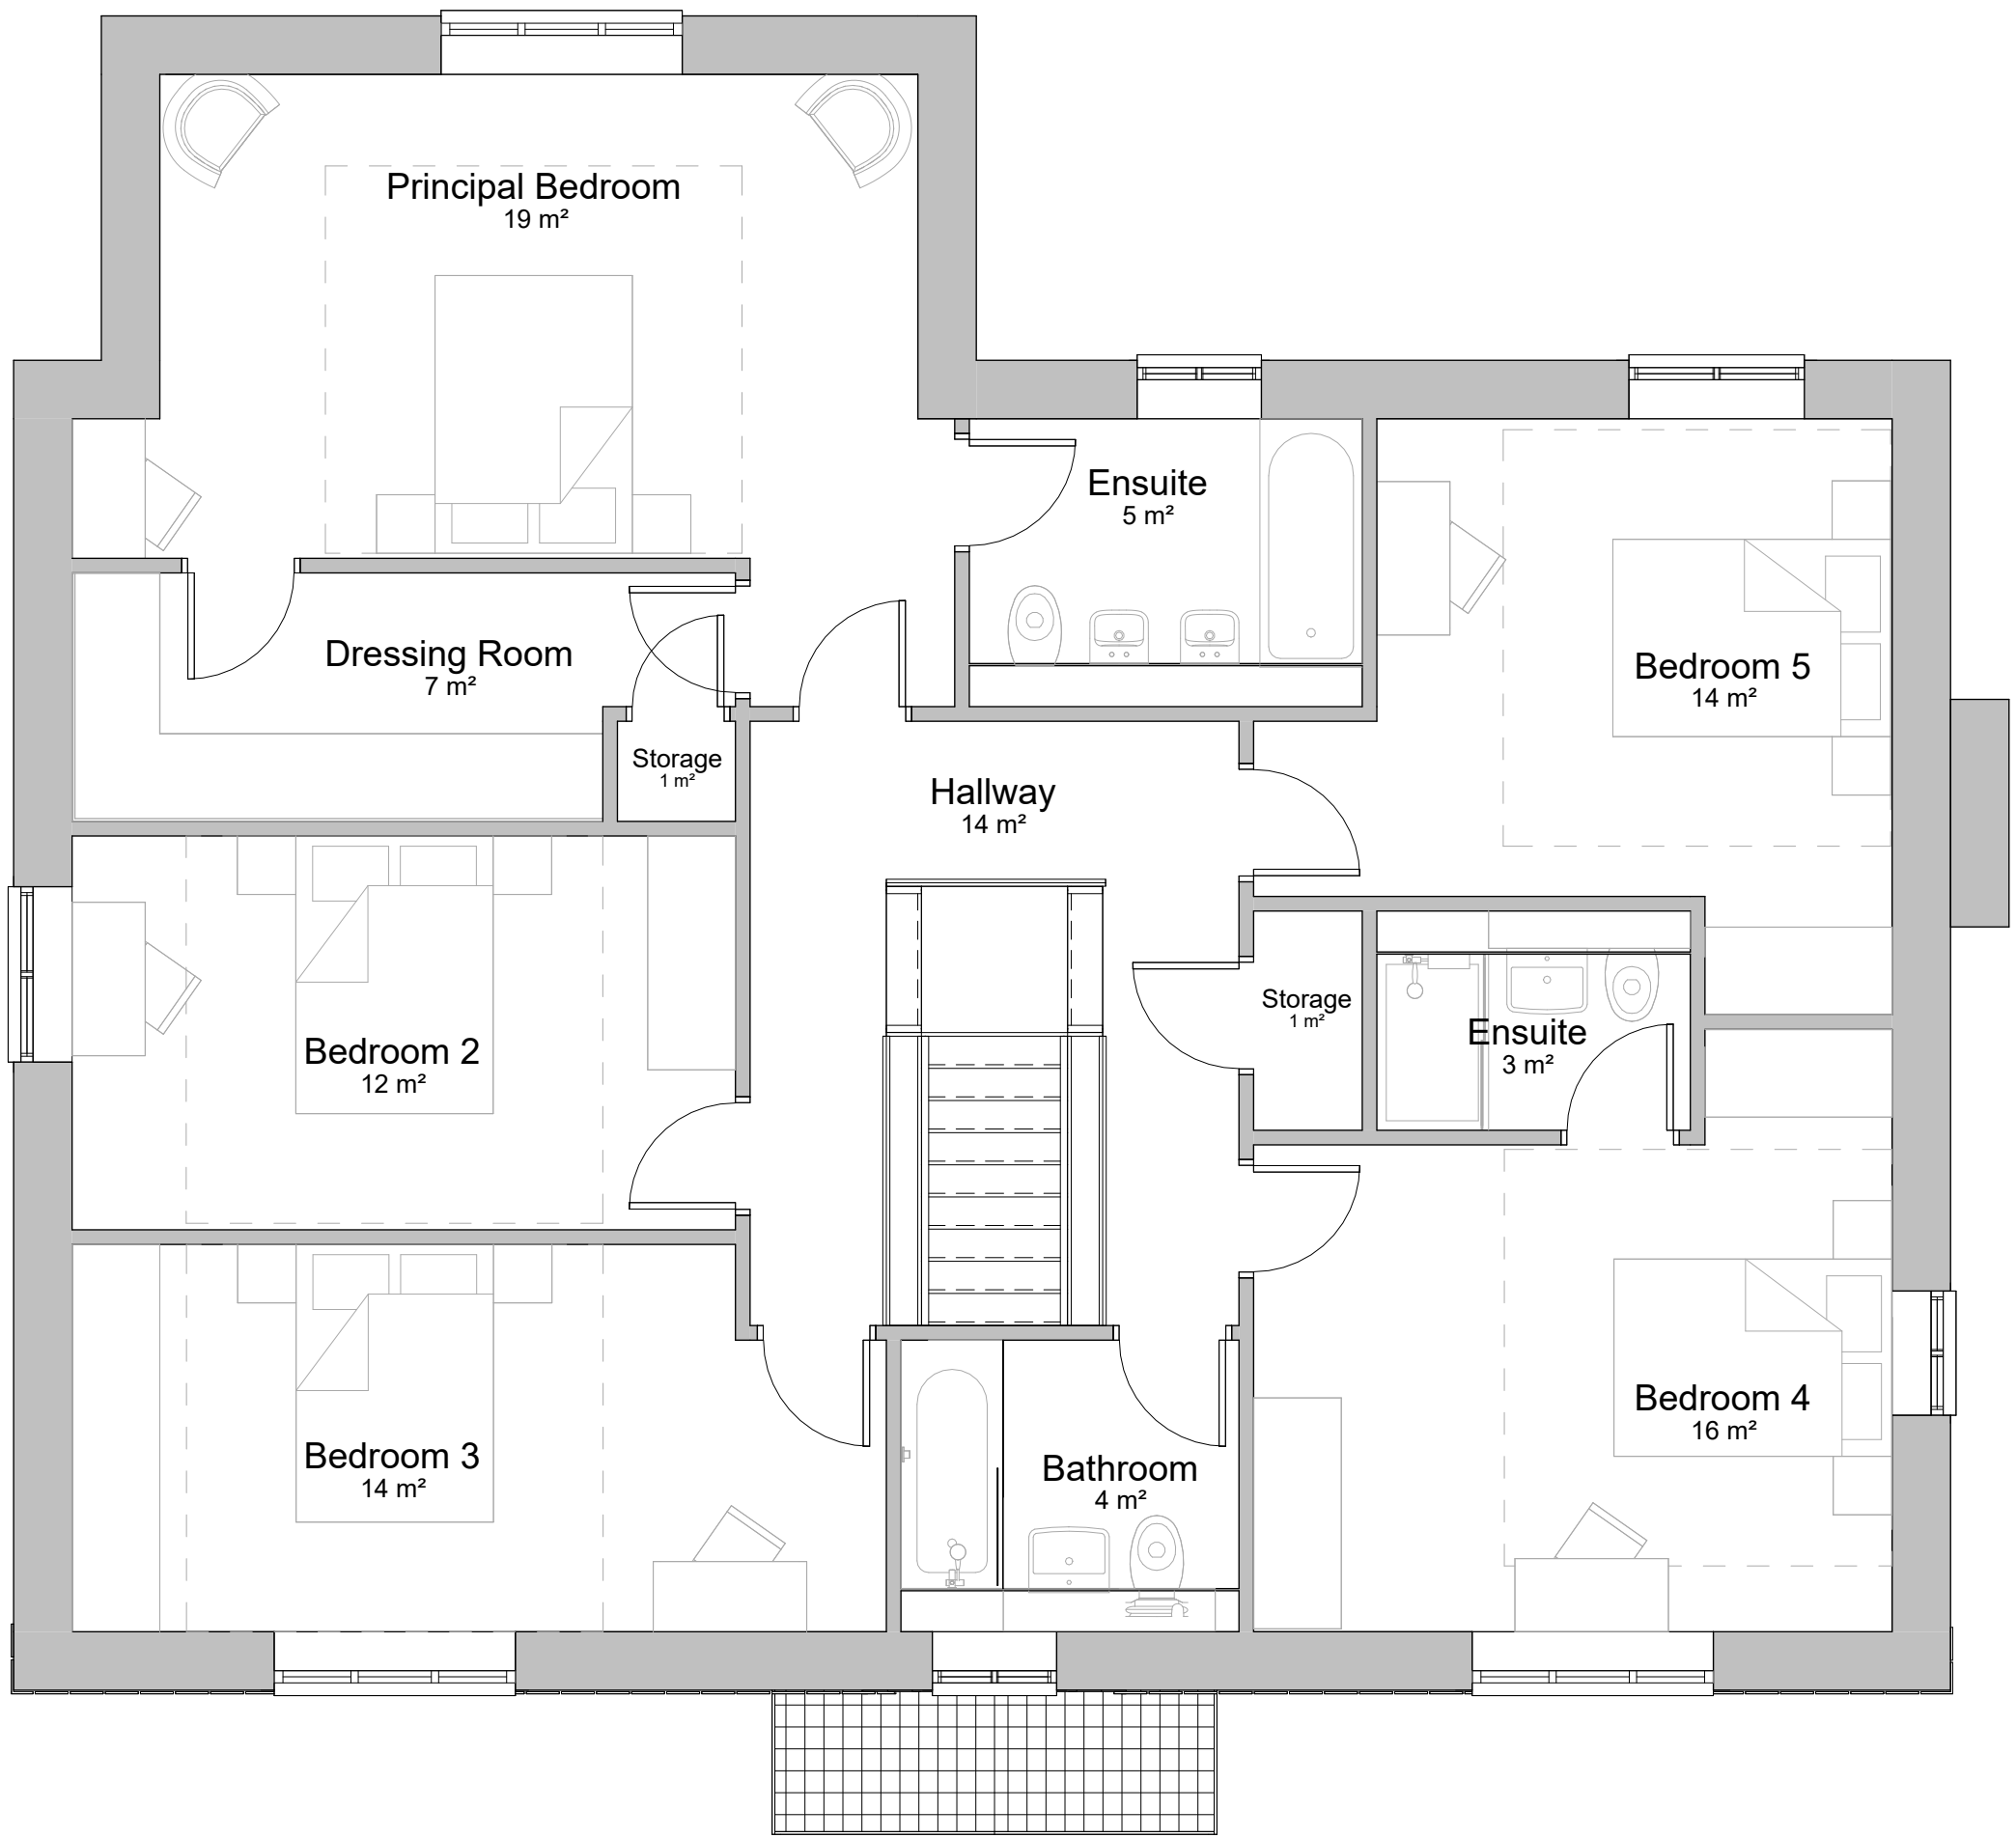 Principal Bedroom
19 m²
Ensuite
5 m²
Dressing Room
7 m²
Bedroom 5
14 m²
Storage
1 m²
Hallway
14 m²
Storage
1 m²
Ensuite
3 m²
Bedroom 2
12 m²
Bedroom 4
16 m²
Bedroom 3
14 m²
Bathroom
4 m²